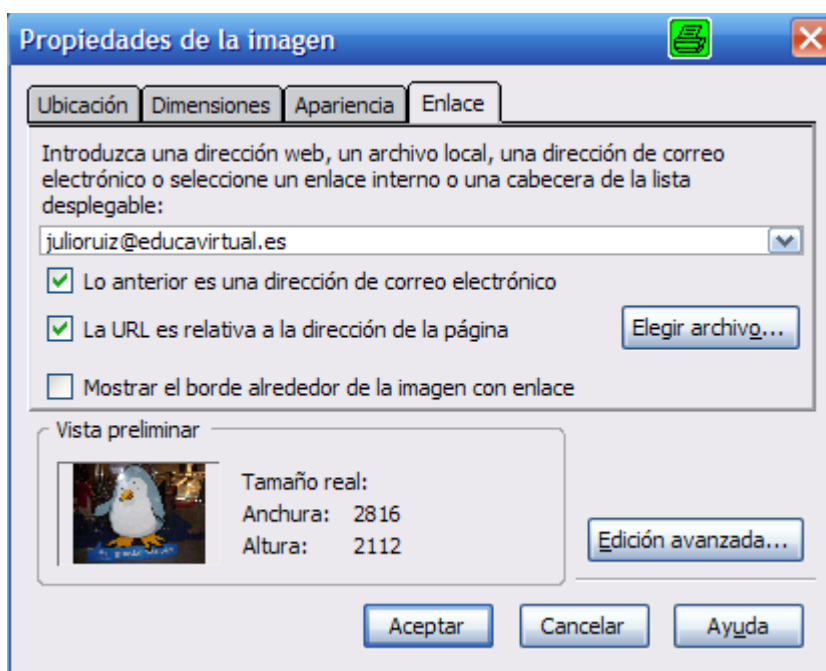 Propiedades de la imagen
Ubicación Dimensiones Apariencia Enlace
Introduzca una dirección web, un archivo local, una dirección de correo
electrónico o seleccione un enlace interno o una cabecera de la lista
desplegable:
julioruiz@educavirtual.es
Lo anterior es una dirección de correo electrónico
La URL es relativa a la dirección de la página
Elegir archivo...
Mostrar el borde alrededor de la imagen con enlace
Vista preliminar
Tamaño real:
Anchura: 2816
Altura: 2112
Edición avanzada...
Aceptar Cancelar Ayuda